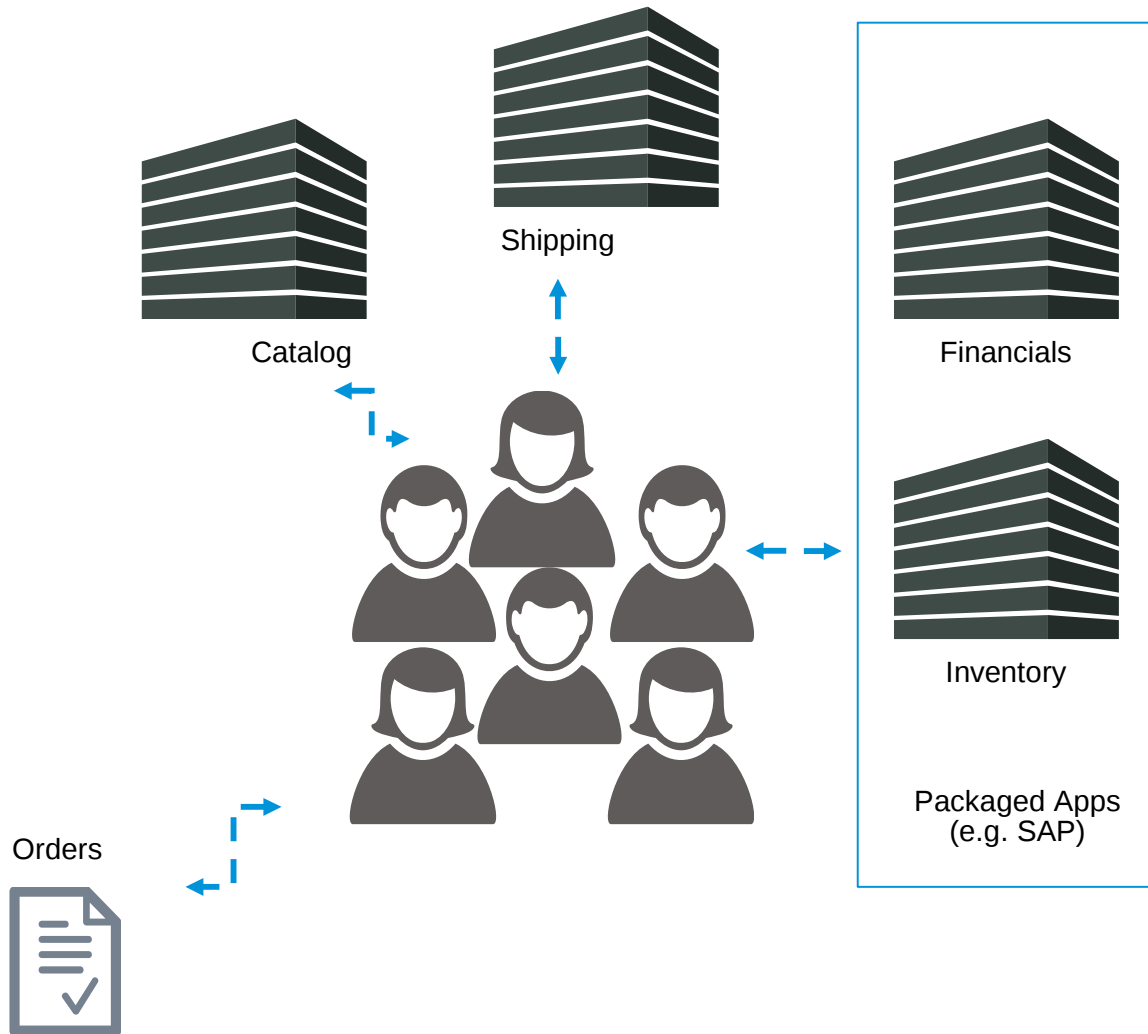 Shipping
Catalog
Financials
Inventory
Packaged Apps
(e.g. SAP)
Orders